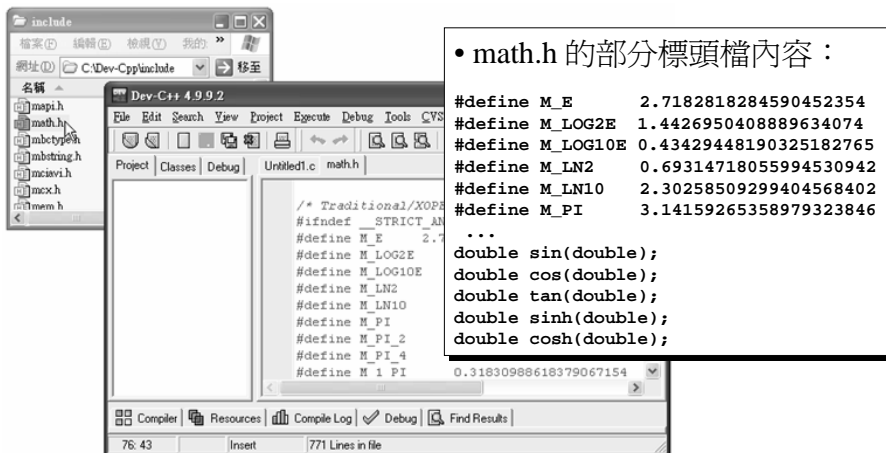 include
檔案(F) 編輯(E) 檢視(V) 我的 »
網址(D) C:\Dev-Cpp\include 移至
名稱
mapi.h
math.h
mbctype.h
mbstring.h
mciavi.h
mcx.h
mem.h
Dev-C++ 4.9.9.2
File Edit Search View Project Execute Debug Tools CVS
Project Classes Debug
Untitled1.c math.h
/* Traditional/XOPE
#ifndef __STRICT_AN
#define M_E 2.7
#define M_LOG2E
#define M_LOG10E
#define M_LN2
#define M_LN10
#define M_PI
#define M_PI_2
#define M_PI_4
#define M_1_PI 0.31830988618379067154
Compiler Resources Compile Log Debug Find Results
76: 43 Insert 771 Lines in file
• math.h 的部分標頭檔內容：
#define M_E 2.7182818284590452354
#define M_LOG2E 1.4426950408889634074
#define M_LOG10E 0.43429448190325182765
#define M_LN2 0.69314718055994530942
#define M_LN10 2.30258509299404568402
#define M_PI 3.14159265358979323846
...
double sin(double);
double cos(double);
double tan(double);
double sinh(double);
double cosh(double);